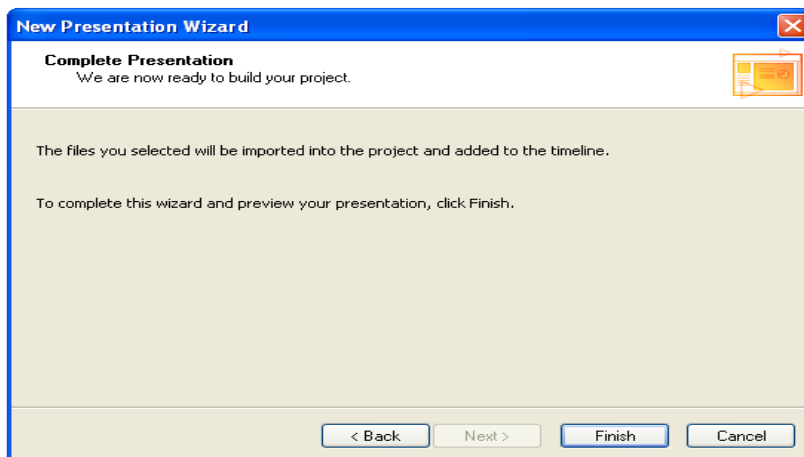 New Presentation Wizard
Complete Presentation
We are now ready to build your project.
The files you selected will be imported into the project and added to the timeline.
To complete this wizard and preview your presentation, click Finish.
< Back Next > Finish Cancel